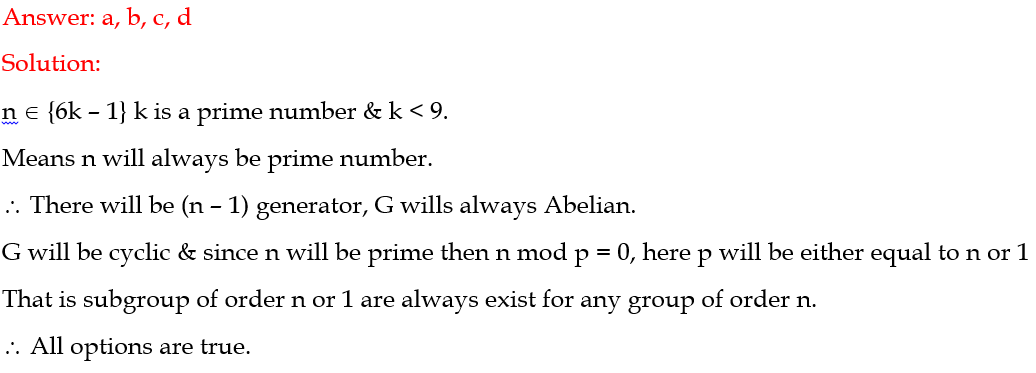 Answer: a, b, c, d
Solution:
n ∈ {6k – 1} k is a prime number & k < 9.
Means n will always be prime number.
∴ There will be (n – 1) generator, G wills always Abelian.
G will be cyclic & since n will be prime then n mod p = 0, here p will be either equal to n or 1
That is subgroup of order n or 1 are always exist for any group of order n.
∴ All options are true.